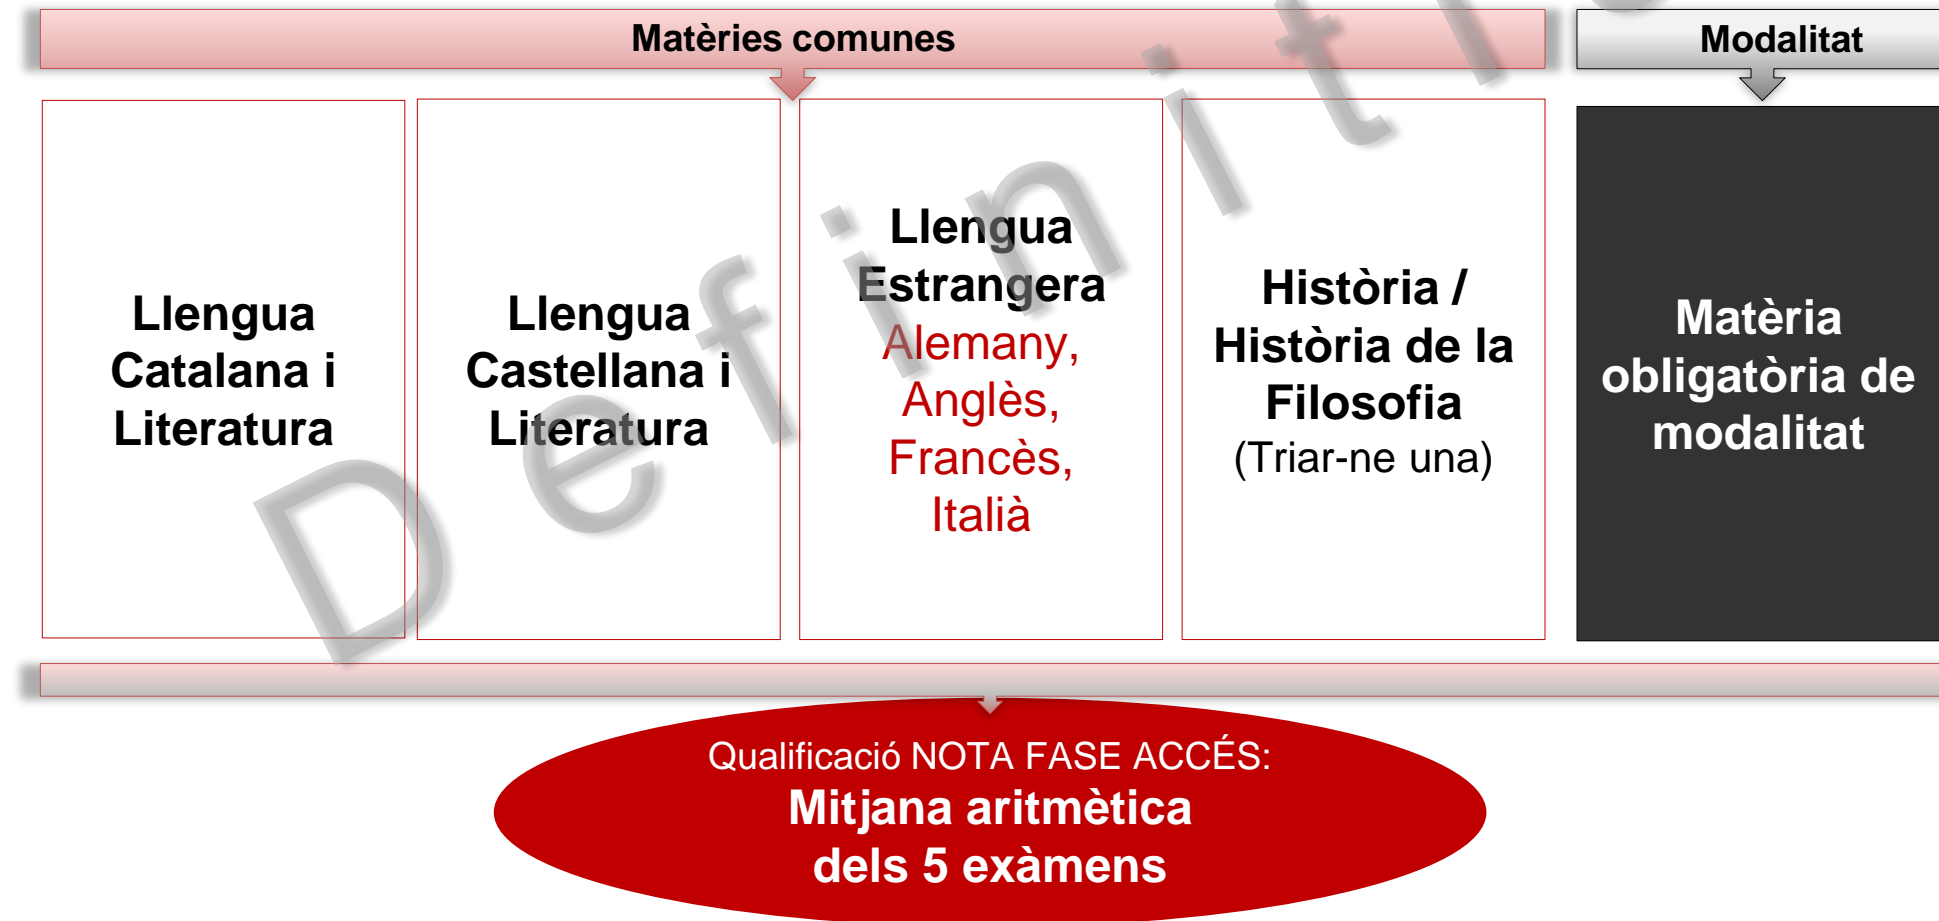 Matèries comunes
Modalitat
Llengua
Catalana i
Literatura
Llengua
Castellana i
Literatura
Llengua
Estrangera
Alemany,
Anglès,
Francès,
Italià
Història /
Història de la
Filosofia
(Triar-ne una)
Matèria
obligatòria de
modalitat
Qualificació NOTA FASE ACCÉS:
Mitjana aritmètica
dels 5 exàmens